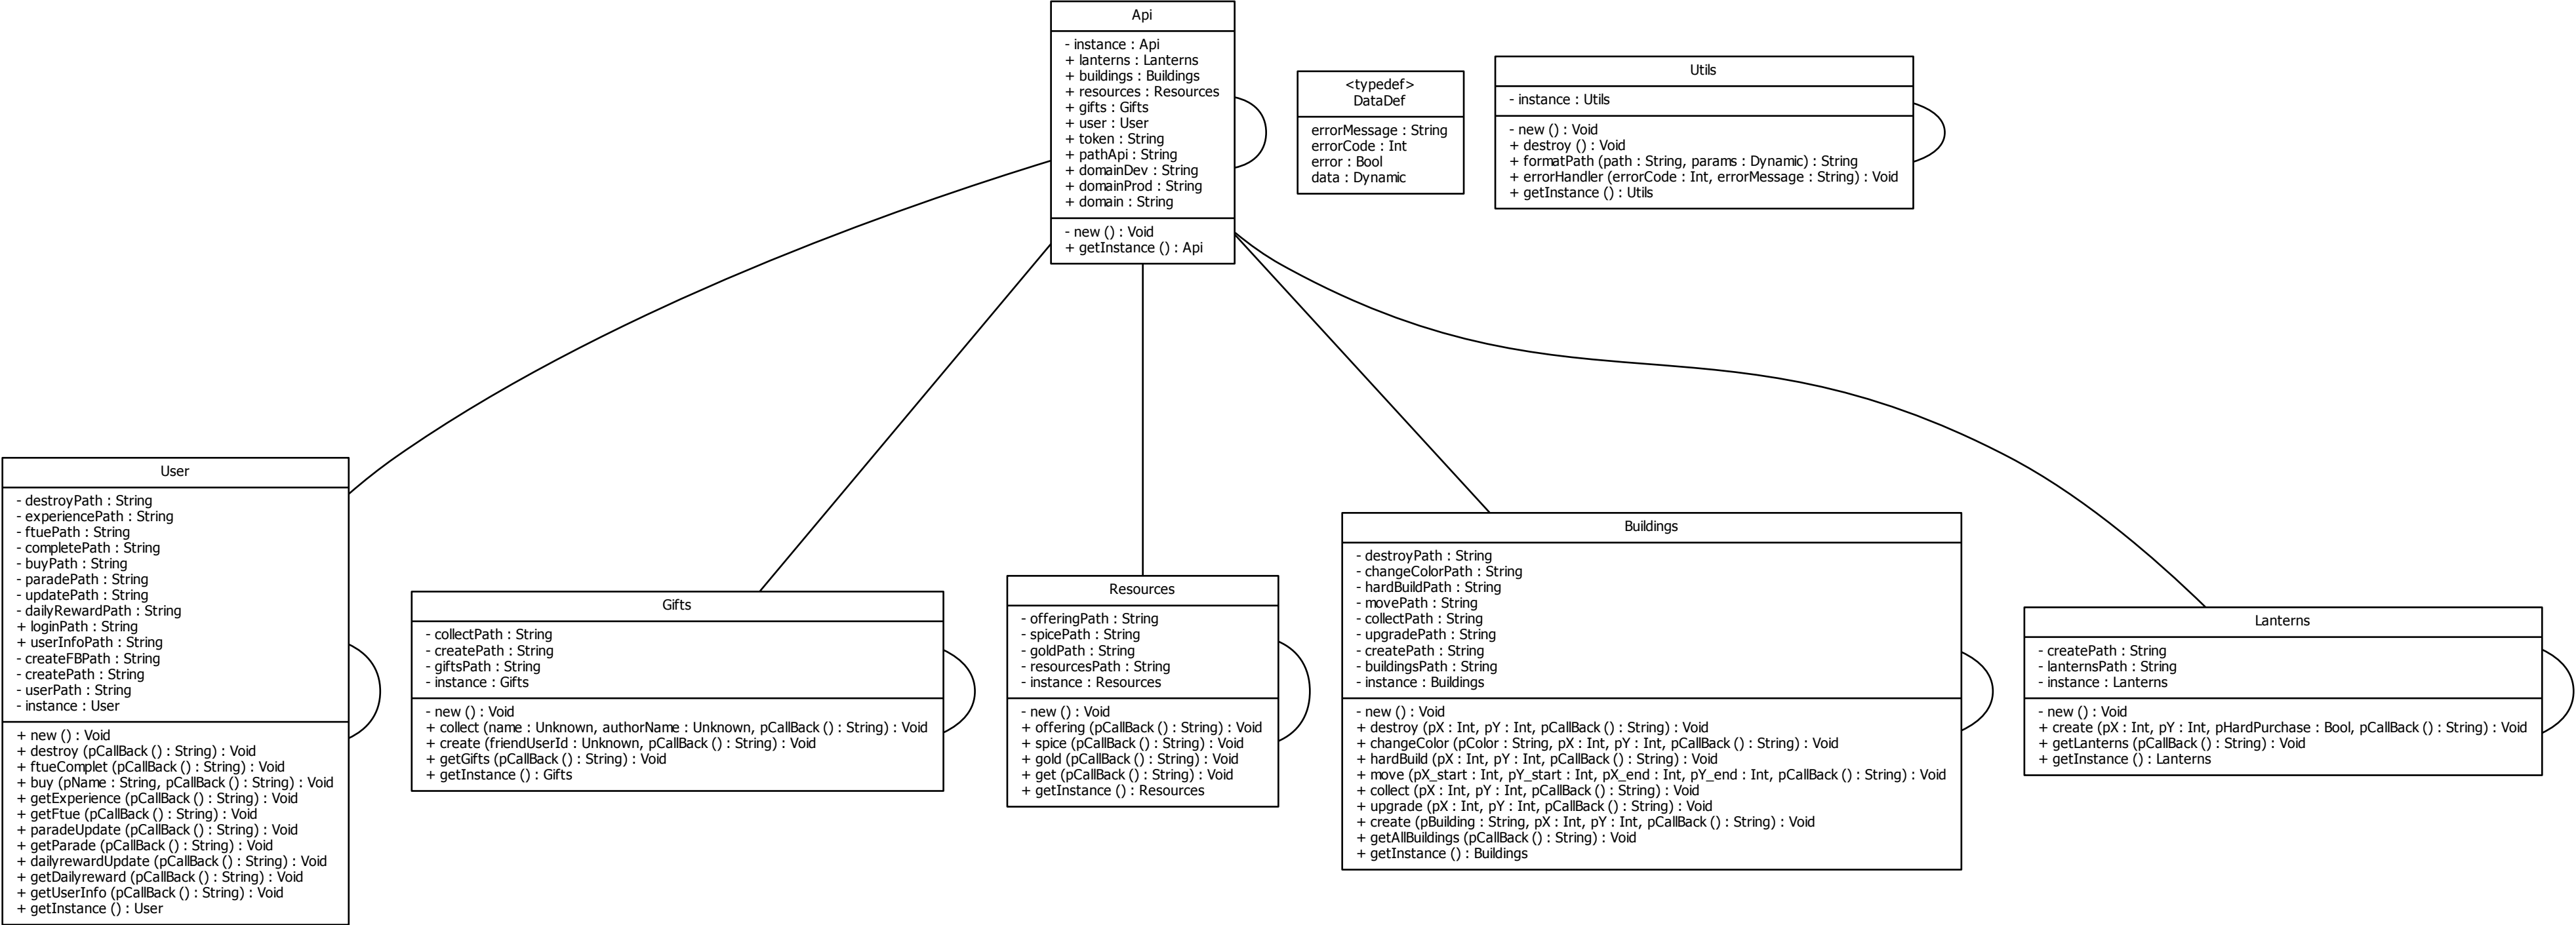 Api
- instance : Api
+ lanterns : Lanterns
+ buildings : Buildings
+ resources : Resources
+ gifts : Gifts
+ user : User
+ token : String
+ pathApi : String
+ domainDev : String
+ domainProd : String
+ domain : String
- new () : Void
+ getInstance () : Api
<typedef>
DataDef
errorMessage : String
errorCode : Int
error : Bool
data : Dynamic
Utils
- instance : Utils
- new () : Void
+ destroy () : Void
+ formatPath (path : String, params : Dynamic) : String
+ errorHandler (errorCode : Int, errorMessage : String) : Void
+ getInstance () : Utils
User
- destroyPath : String
- experiencePath : String
- ftuePath : String
- completePath : String
- buyPath : String
- paradePath : String
- updatePath : String
- dailyRewardPath : String
+ loginPath : String
+ userInfoPath : String
- createFBPath : String
- createPath : String
- userPath : String
- instance : User
+ new () : Void
+ destroy (pCallBack () : String) : Void
+ ftueComplet (pCallBack () : String) : Void
+ buy (pName : String, pCallBack () : String) : Void
+ getExperience (pCallBack () : String) : Void
+ getFtue (pCallBack () : String) : Void
+ paradeUpdate (pCallBack () : String) : Void
+ getParade (pCallBack () : String) : Void
+ dailyrewardUpdate (pCallBack () : String) : Void
+ getDailyreward (pCallBack () : String) : Void
+ getUserInfo (pCallBack () : String) : Void
+ getInstance () : User
Gifts
- collectPath : String
- createPath : String
- giftsPath : String
- instance : Gifts
- new () : Void
+ collect (name : Unknown, authorName : Unknown, pCallBack () : String) : Void
+ create (friendUserId : Unknown, pCallBack () : String) : Void
+ getGifts (pCallBack () : String) : Void
+ getInstance () : Gifts
Resources
- offeringPath : String
- spicePath : String
- goldPath : String
- resourcesPath : String
- instance : Resources
- new () : Void
+ offering (pCallBack () : String) : Void
+ spice (pCallBack () : String) : Void
+ gold (pCallBack () : String) : Void
+ get (pCallBack () : String) : Void
+ getInstance () : Resources
Buildings
- destroyPath : String
- changeColorPath : String
- hardBuildPath : String
- movePath : String
- collectPath : String
- upgradePath : String
- createPath : String
- buildingsPath : String
- instance : Buildings
- new () : Void
+ destroy (pX : Int, pY : Int, pCallBack () : String) : Void
+ changeColor (pColor : String, pX : Int, pY : Int, pCallBack () : String) : Void
+ hardBuild (pX : Int, pY : Int, pCallBack () : String) : Void
+ move (pX_start : Int, pY_start : Int, pX_end : Int, pY_end : Int, pCallBack () : String) : Void
+ collect (pX : Int, pY : Int, pCallBack () : String) : Void
+ upgrade (pX : Int, pY : Int, pCallBack () : String) : Void
+ create (pBuilding : String, pX : Int, pY : Int, pCallBack () : String) : Void
+ getAllBuildings (pCallBack () : String) : Void
+ getInstance () : Buildings
Lanterns
- createPath : String
- lanternsPath : String
- instance : Lanterns
- new () : Void
+ create (pX : Int, pY : Int, pHardPurchase : Bool, pCallBack () : String) : Void
+ getLanterns (pCallBack () : String) : Void
+ getInstance () : Lanterns